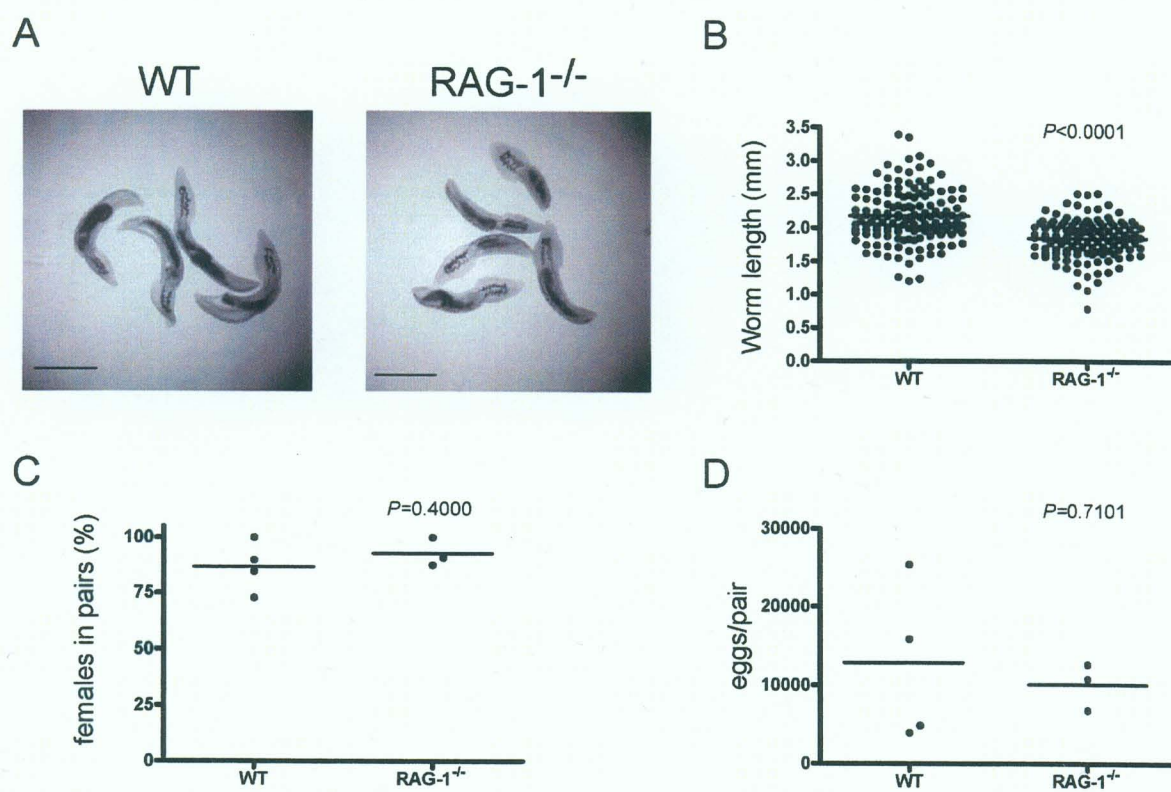 A
WT
RAG-1-/-
B
Worm length (mm)
P<0.0001
3.5
3.0
2.5
2.0
1.5
1.0
0.5
0.0
WT
RAG-1-/-
C
females in pairs (%)
P=0.4000
100
75
50
25
0
WT
RAG-1-/-
D
eggs/pair
P=0.7101
30000
20000
10000
0
WT
RAG-1-/-